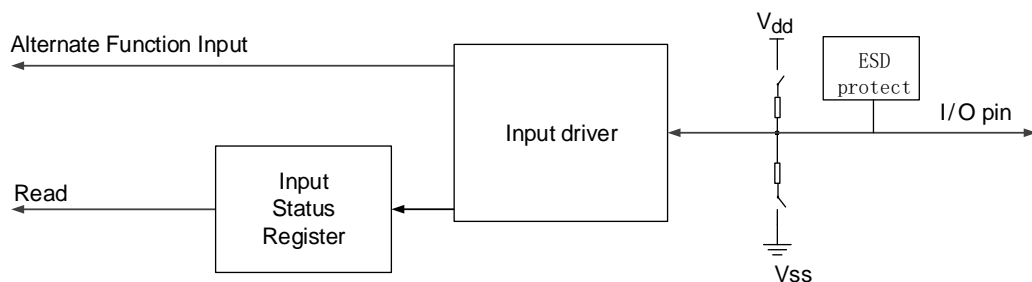 Alternate Function Input
Vdd
ESD
protect
I/O pin
Input driver
Read
Input
Status
Register
Vss